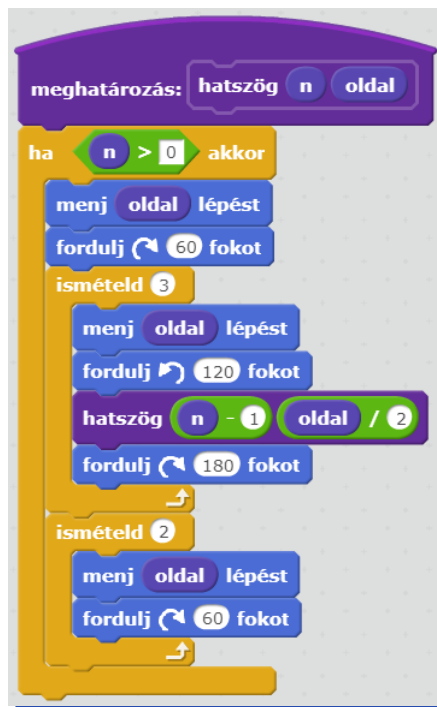 meghatározás: hatszög n oldal
ha n > 0 akkor
menj oldal lépést
fordulj 60 fokot
ismételd 3
menj oldal lépést
fordulj 120 fokot
hatszög n - 1 oldal / 2
fordulj 180 fokot
ismételd 2
menj oldal lépést
fordulj 60 fokot